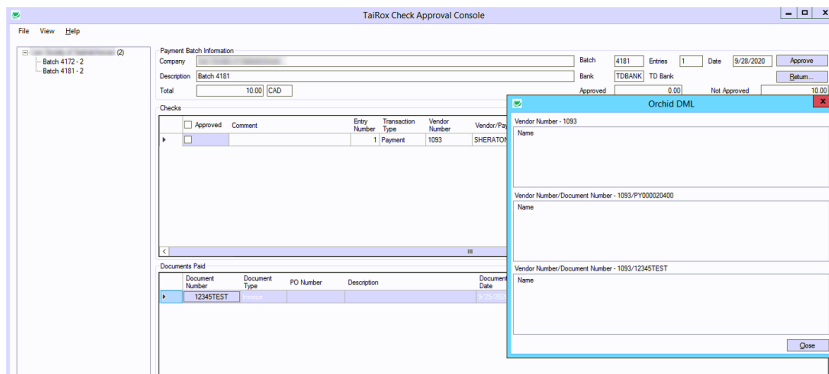 TaiRox Check Approval Console
File View Help
(2)
Batch 4172 - 2
Batch 4181 - 2
Payment Batch Information
Company
Batch 4181 Entries 1 Date 9/28/2020 Approve
Description Batch 4181
Bank TDBANK TD Bank Return...
Total 10.00 CAD
Approved 0.00 Not Approved 10.00
Checks
Approved Comment Entry Number Transaction Type Vendor Number Vendor/Pay
1 Payment 1093 SHERATON
Documents Paid
Document Number Document Type PO Number Description Document Date
12345TEST Invoice
Orchid DML
Vendor Number - 1093
Name
Vendor Number/Document Number - 1093/PY000020400
Name
Vendor Number/Document Number - 1093/12345TEST
Name
Close